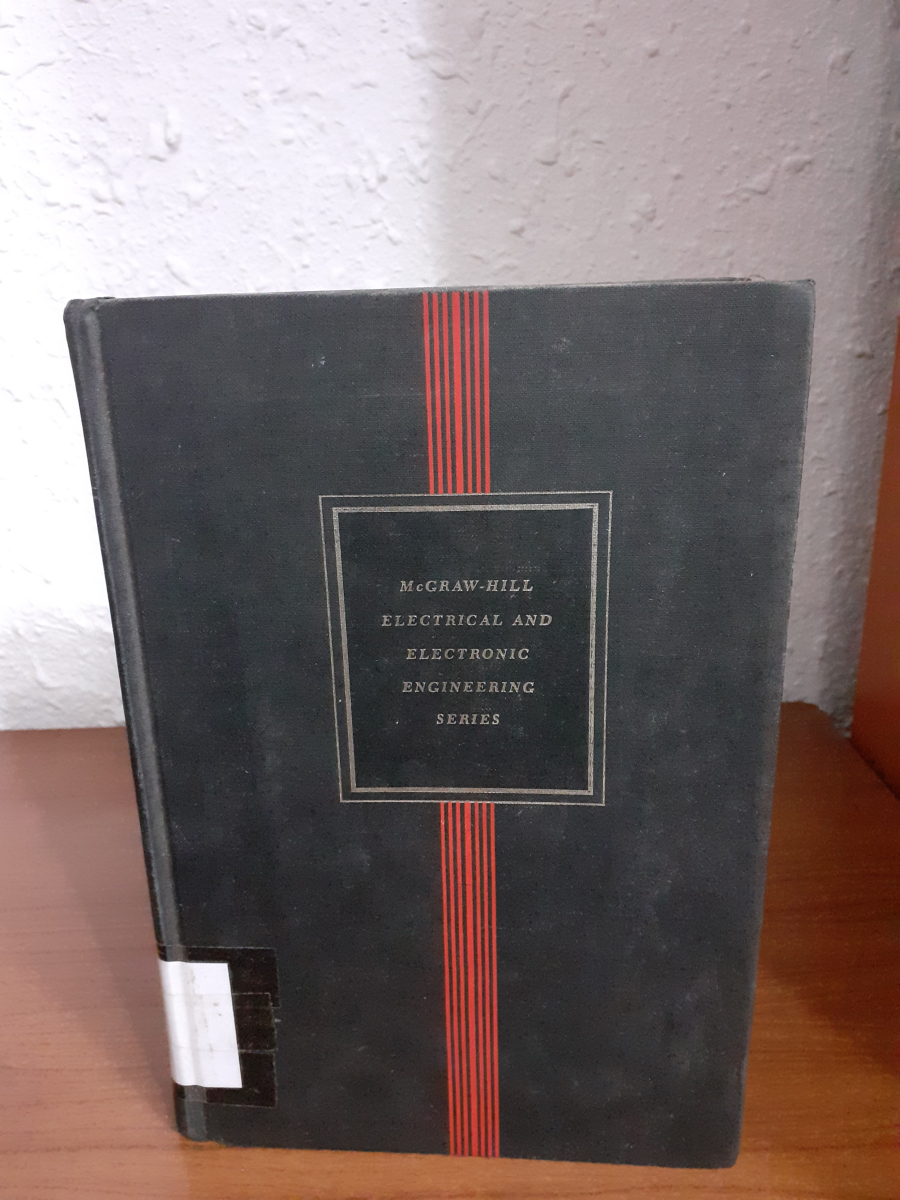 McGRAW-HILL
ELECTRICAL AND
ELECTRONIC
ENGINEERING
SERIES